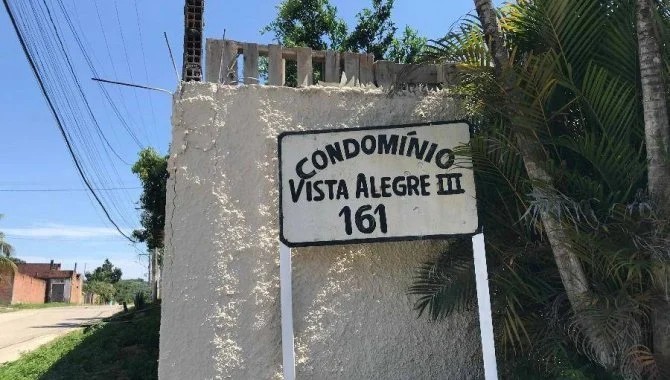 CONDOMÍNIO
VISTA ALEGRE III
161